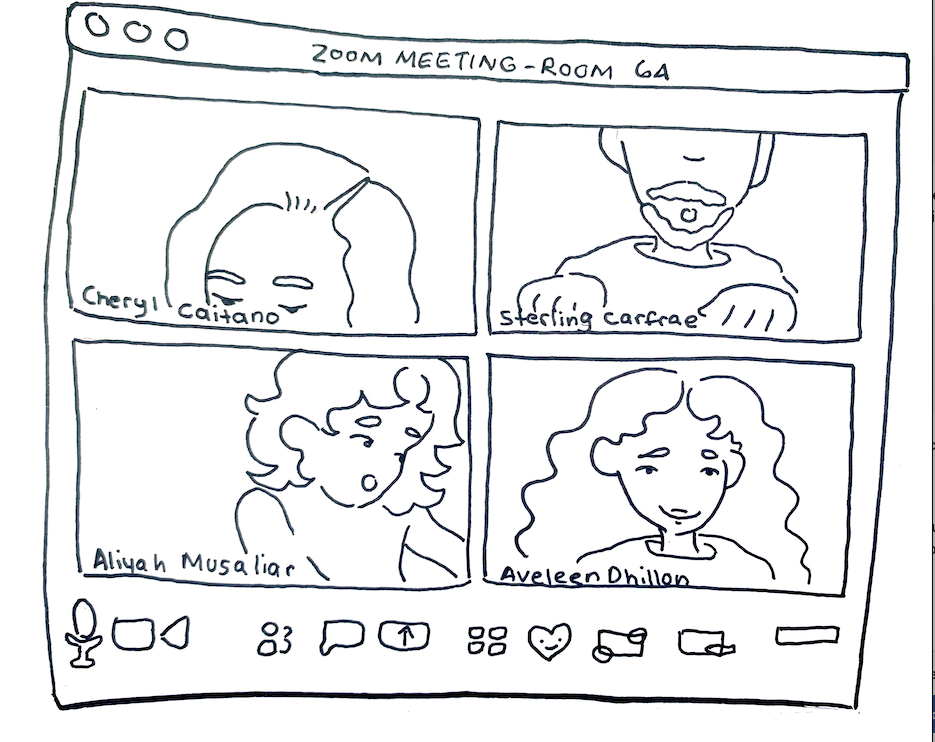 ZOOM MEETING - ROOM 6A
Cheryl Caitano
Sterling Carfrae
Aliyah Musaliar
Aveleen Dhillon